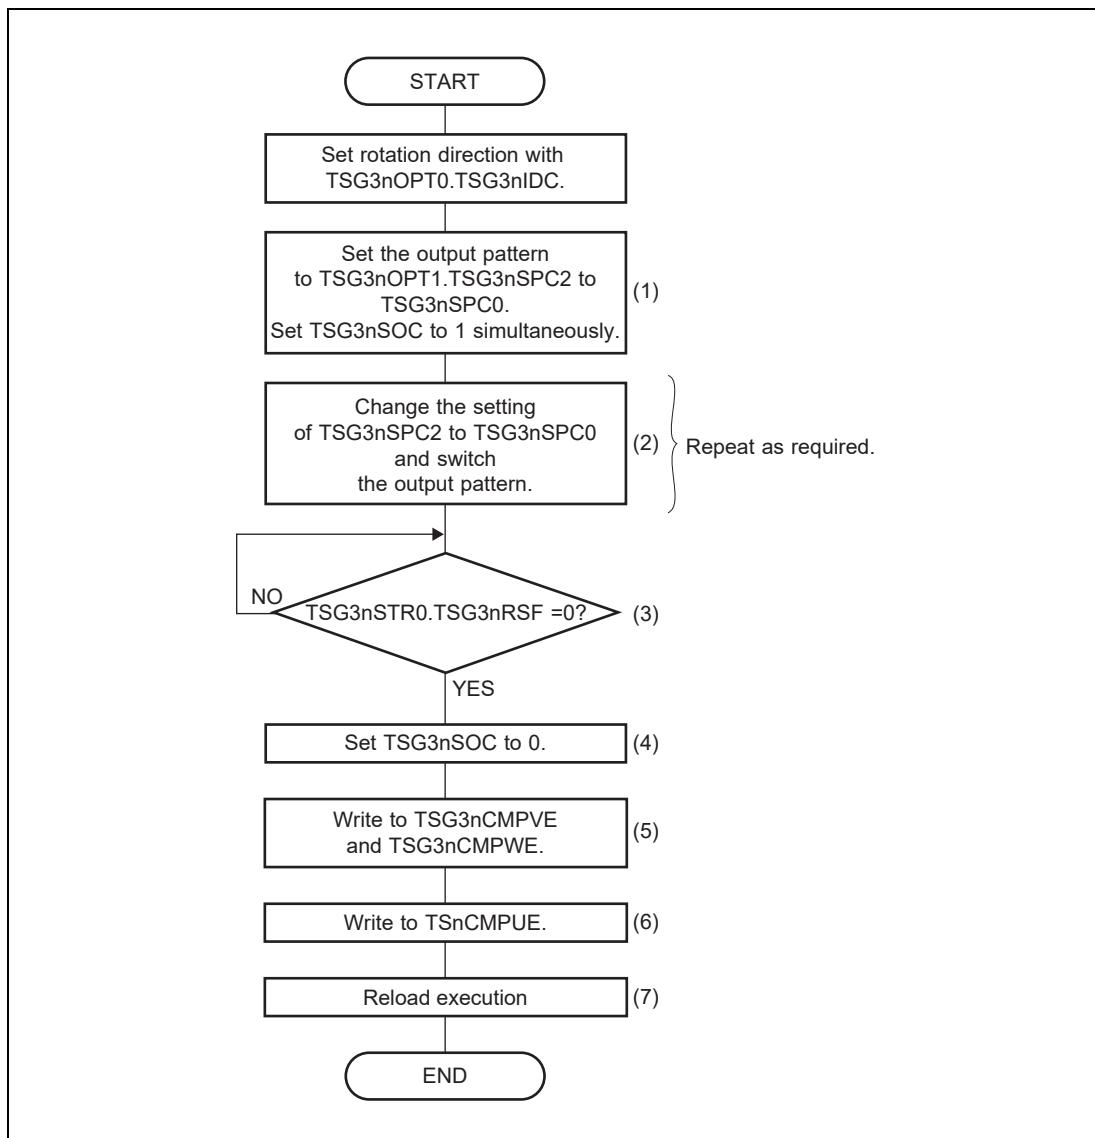 START
Set rotation direction with
TSG3nOPT0.TSG3nIDC.
Set the output pattern
to TSG3nOPT1.TSG3nSPC2 to
TSG3nSPC0.
Set TSG3nSOC to 1 simultaneously.
(1)
Change the setting
of TSG3nSPC2 to TSG3nSPC0
and switch
the output pattern.
(2)
Repeat as required.
NO
TSG3nSTR0.TSG3nRSF =0?
(3)
YES
Set TSG3nSOC to 0.
(4)
Write to TSG3nCMPVE
and TSG3nCMPWE.
(5)
Write to TSnCMPUE.
(6)
Reload execution
(7)
END